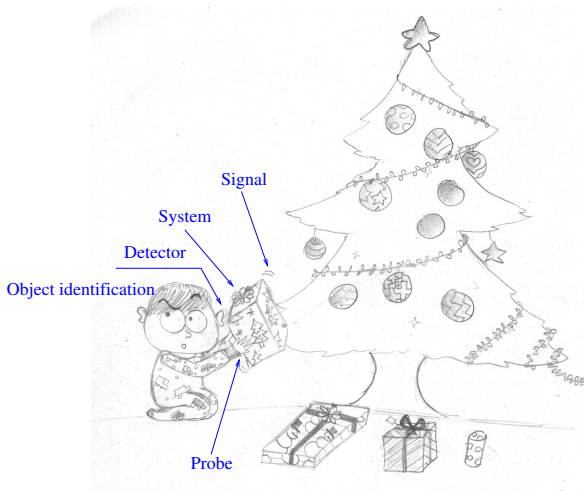 Signal
System
Detector
Object identification
Probe